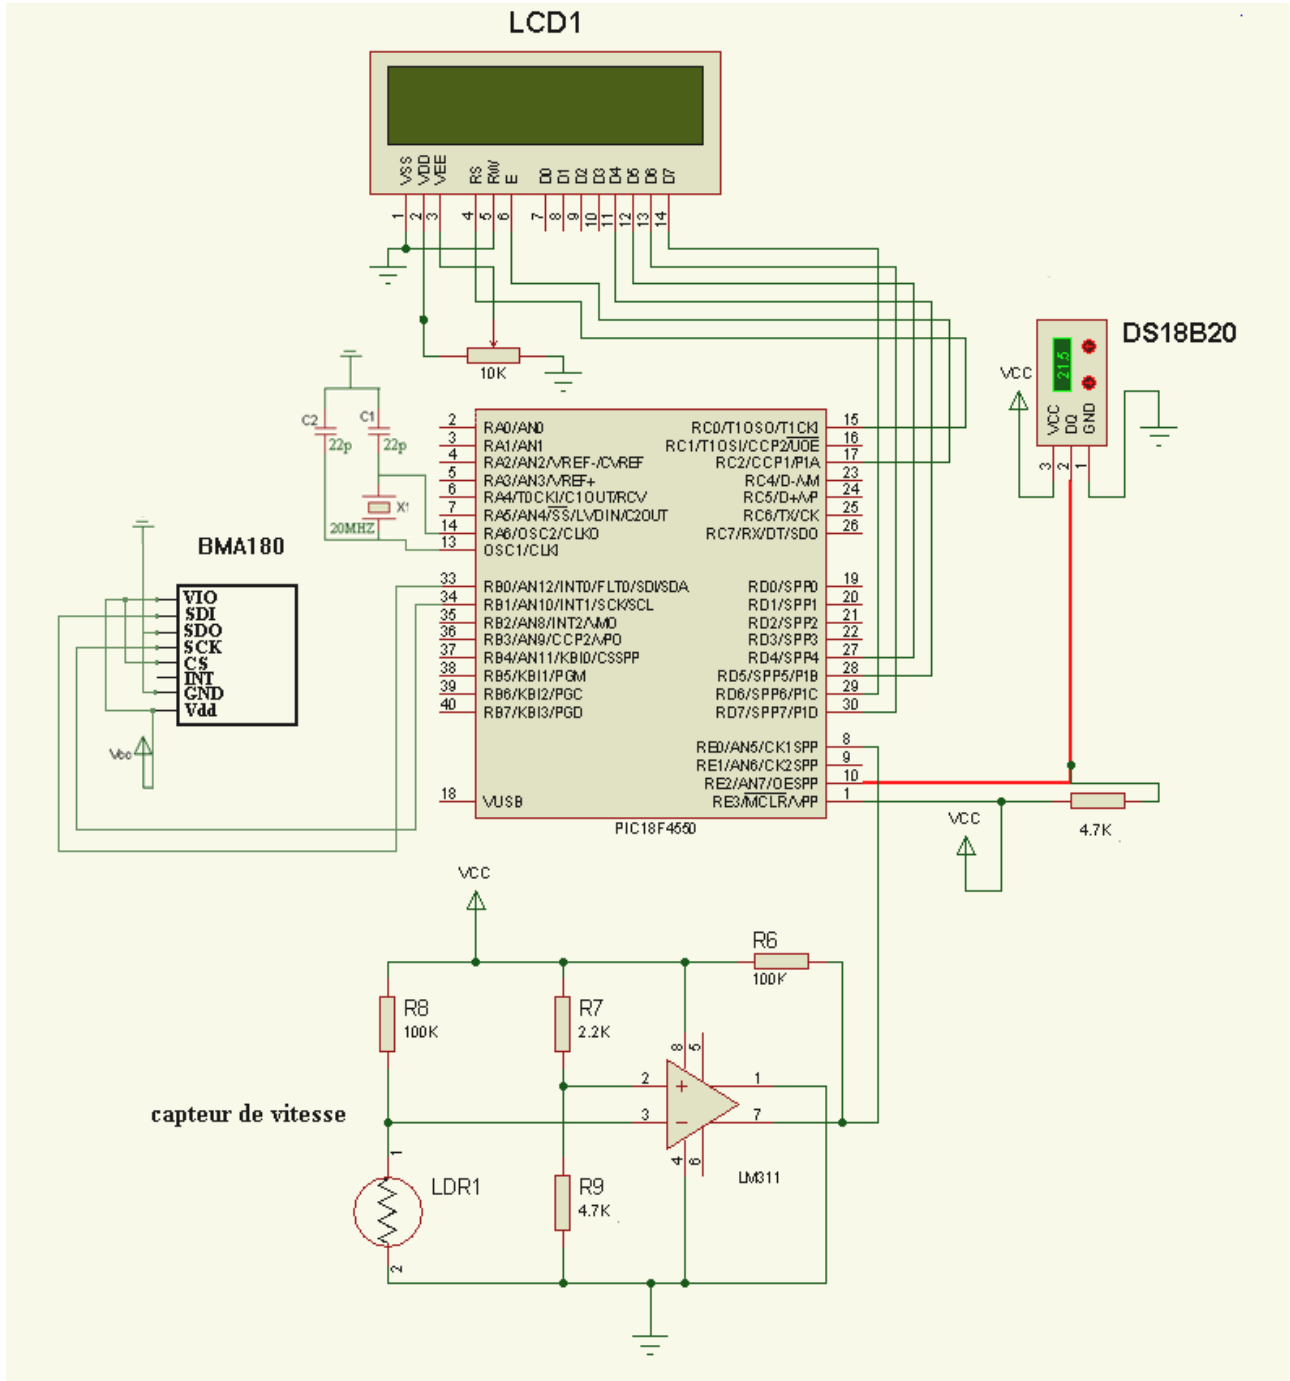 LCD1
VSS
VDD
VEE
RS
RW
E
D0
D1
D2
D3
D4
D5
D6
D7
1
2
3
4
5
6
7
8
9
10
11
12
13
14
10K
DS18B20
21.5
VCC
VCC
DQ
GND
3
2
1
C2
22p
C1
22p
X1
20MHZ
BMA180
VIO
SDI
SDO
SCK
CS
INT
GND
Vdd
Vcc
2 RA0/AN0
3 RA1/AN1
4 RA2/AN2/VREF-/CVREF
5 RA3/AN3/VREF+
6 RA4/T0CKI/C1OUT/RCV
7 RA5/AN4/SS/LVDIN/C2OUT
14 RA6/OSC2/CLKO
13 OSC1/CLKI
33 RB0/AN12/INT0/FLT0/SDI/SDA
34 RB1/AN10/INT1/SCK/SCL
35 RB2/AN8/INT2/VMO
36 RB3/AN9/CCP2/VPO
37 RB4/AN11/KBI0/CSSPP
38 RB5/KBI1/PGM
39 RB6/KBI2/PGC
40 RB7/KBI3/PGD
18 VUSB
RC0/T1OSO/T1CKI 15
RC1/T1OSI/CCP2/UOE 16
RC2/CCP1/P1A 17
RC4/D-/VM 23
RC5/D+/VP 24
RC6/TX/CK 25
RC7/RX/DT/SDO 26
RD0/SPP0 19
RD1/SPP1 20
RD2/SPP2 21
RD3/SPP3 22
RD4/SPP4 27
RD5/SPP5/P1B 28
RD6/SPP6/P1C 29
RD7/SPP7/P1D 30
RE0/AN5/CK1SPP 8
RE1/AN6/CK2SPP 9
RE2/AN7/OESPP 10
RE3/MCLR/VPP 1
PIC18F4550
VCC
4.7K
VCC
R6
100K
R8
100K
R7
2.2K
8
5
2
+
1
3
−
7
4
6
LM311
capteur de vitesse
1
LDR1
2
R9
4.7K